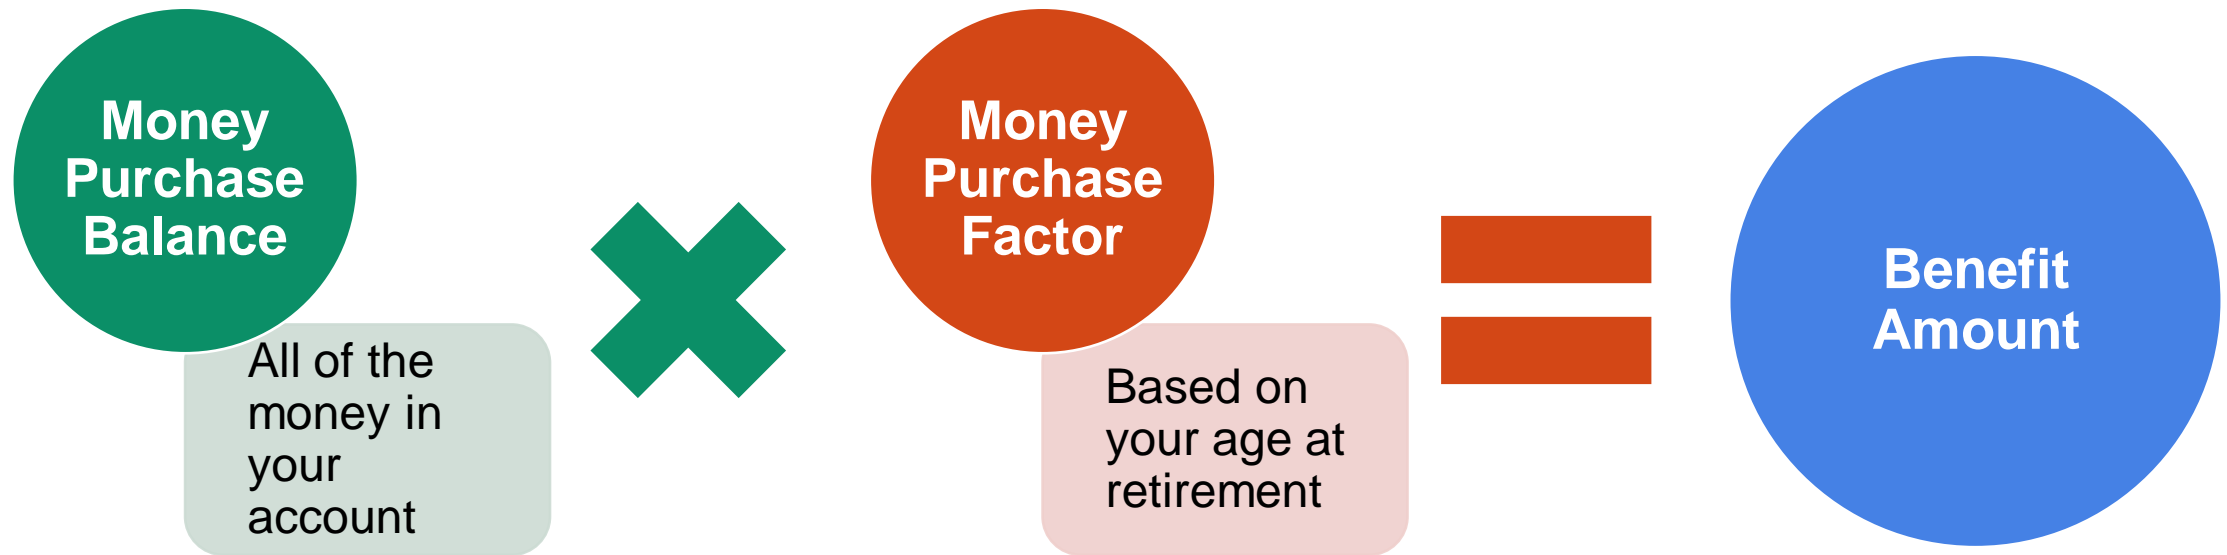 Money
Purchase
Balance
All of the
money in
your
account
Money
Purchase
Factor
Based on
your age at
retirement
Benefit
Amount